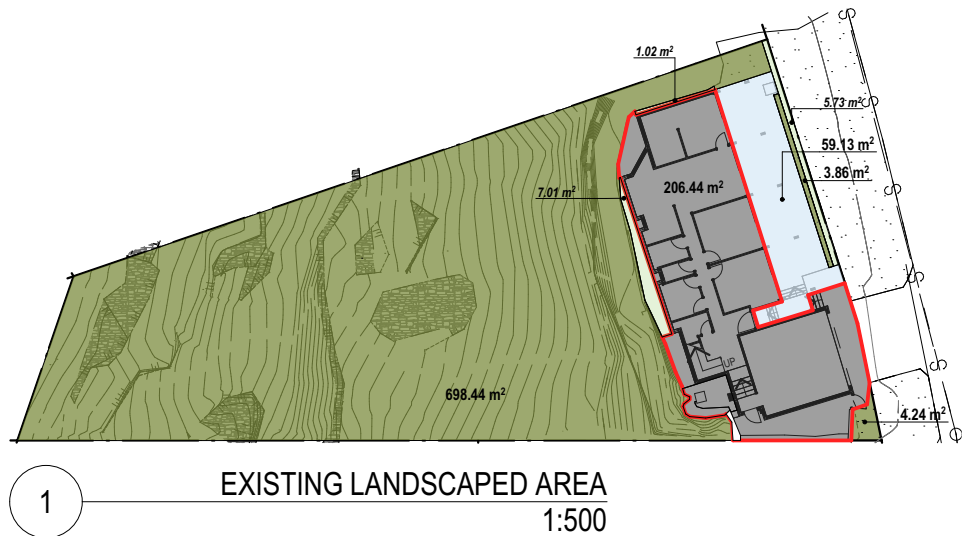 S
1.02 m²
5.73 m²
S
59.13 m²
3.86 m²
206.44 m²
7.01 m²
S
S
S
UP
S
698.44 m²
4.24 m²
S
1
EXISTING LANDSCAPED AREA
1:500